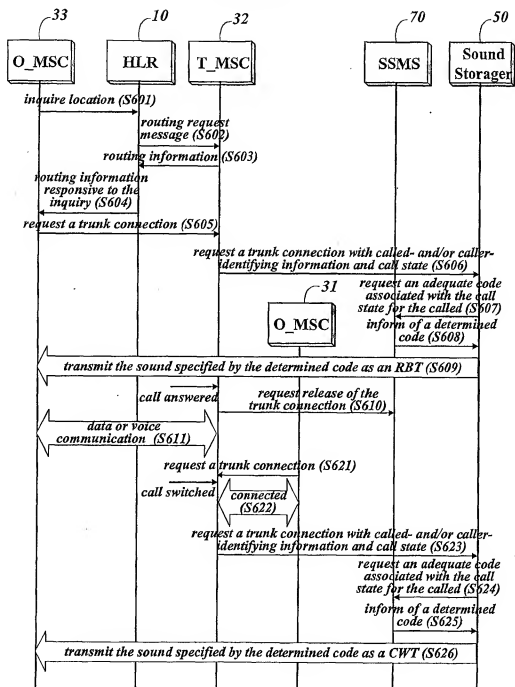 33
10
32
70
50
O_MSC
HLR
T_MSC
SSMS
Sound
Storager
inquire location (S601)
routing request
message (S602)
routing information (S603)
routing information
responsive to the
inquiry (S604)
request a trunk connection (S605)
request a trunk connection with called- and/or caller-
identifying information and call state (S606)
31
O_MSC
request an adequate code
associated with the call
state for the called (S607)
inform of a determined
code (S608)
transmit the sound specified by the determined code as an RBT (S609)
call answered
request release of the
trunk connection (S610)
data or voice
communication (S611)
request a trunk connection (S621)
call switched
connected
(S622)
request a trunk connection with called- and/or caller-
identifying information and call state (S623)
request an adequate code
associated with the call
state for the called (S624)
inform of a determined
code (S625)
transmit the sound specified by the determined code as a CWT (S626)